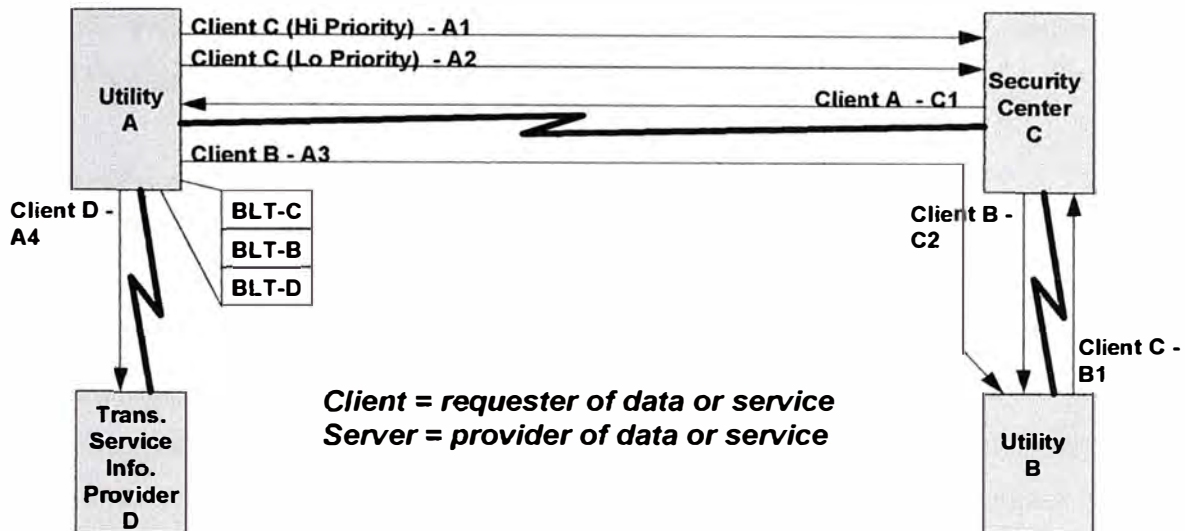 Client C (Hi Priority) - A1
Client C (Lo Priority) - A2
Utility
A
Security
Center
C
Client A - C1
Client B - A3
Client D -
A4
BLT-C
BLT-B
BLT-D
Client B -
C2
Client C -
B1
Client = requester of data or service
Server = provider of data or service
Trans.
Service
Info.
Provider
D
Utility
B